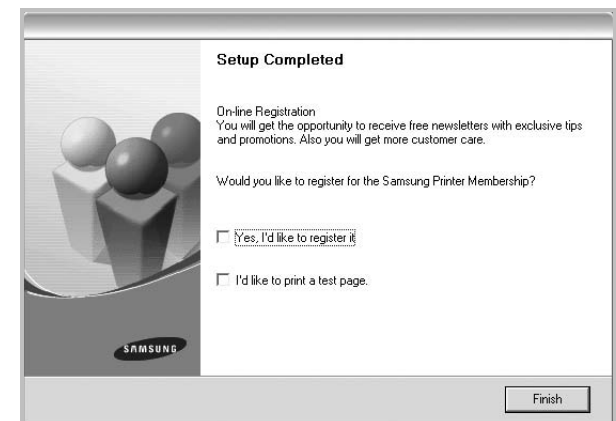 Setup Completed
On-line Registration
You will get the opportunity to receive free newsletters with exclusive tips
and promotions. Also you will get more customer care.
Would you like to register for the Samsung Printer Membership?
Yes, I'd like to register it
I'd like to print a test page.
SAMSUNG
Finish